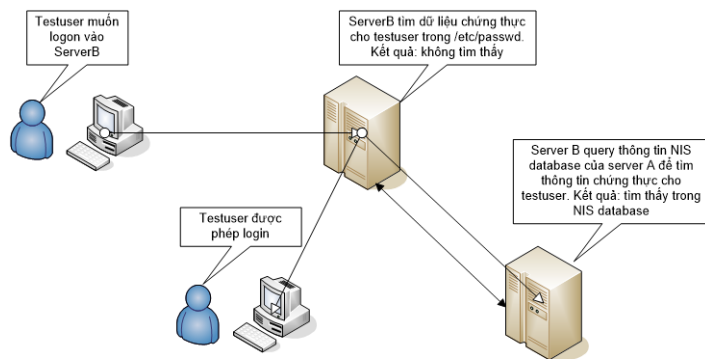 Testuser muốn
logon vào
ServerB
ServerB tìm dữ liệu chứng thực
cho testuser trong /etc/passwd.
Kết quả: không tìm thấy
Server B query thông tin NIS
database của server A để tìm
thông tin chứng thực cho
testuser. Kết quả: tìm thấy trong
NIS database
Testuser được
phép login